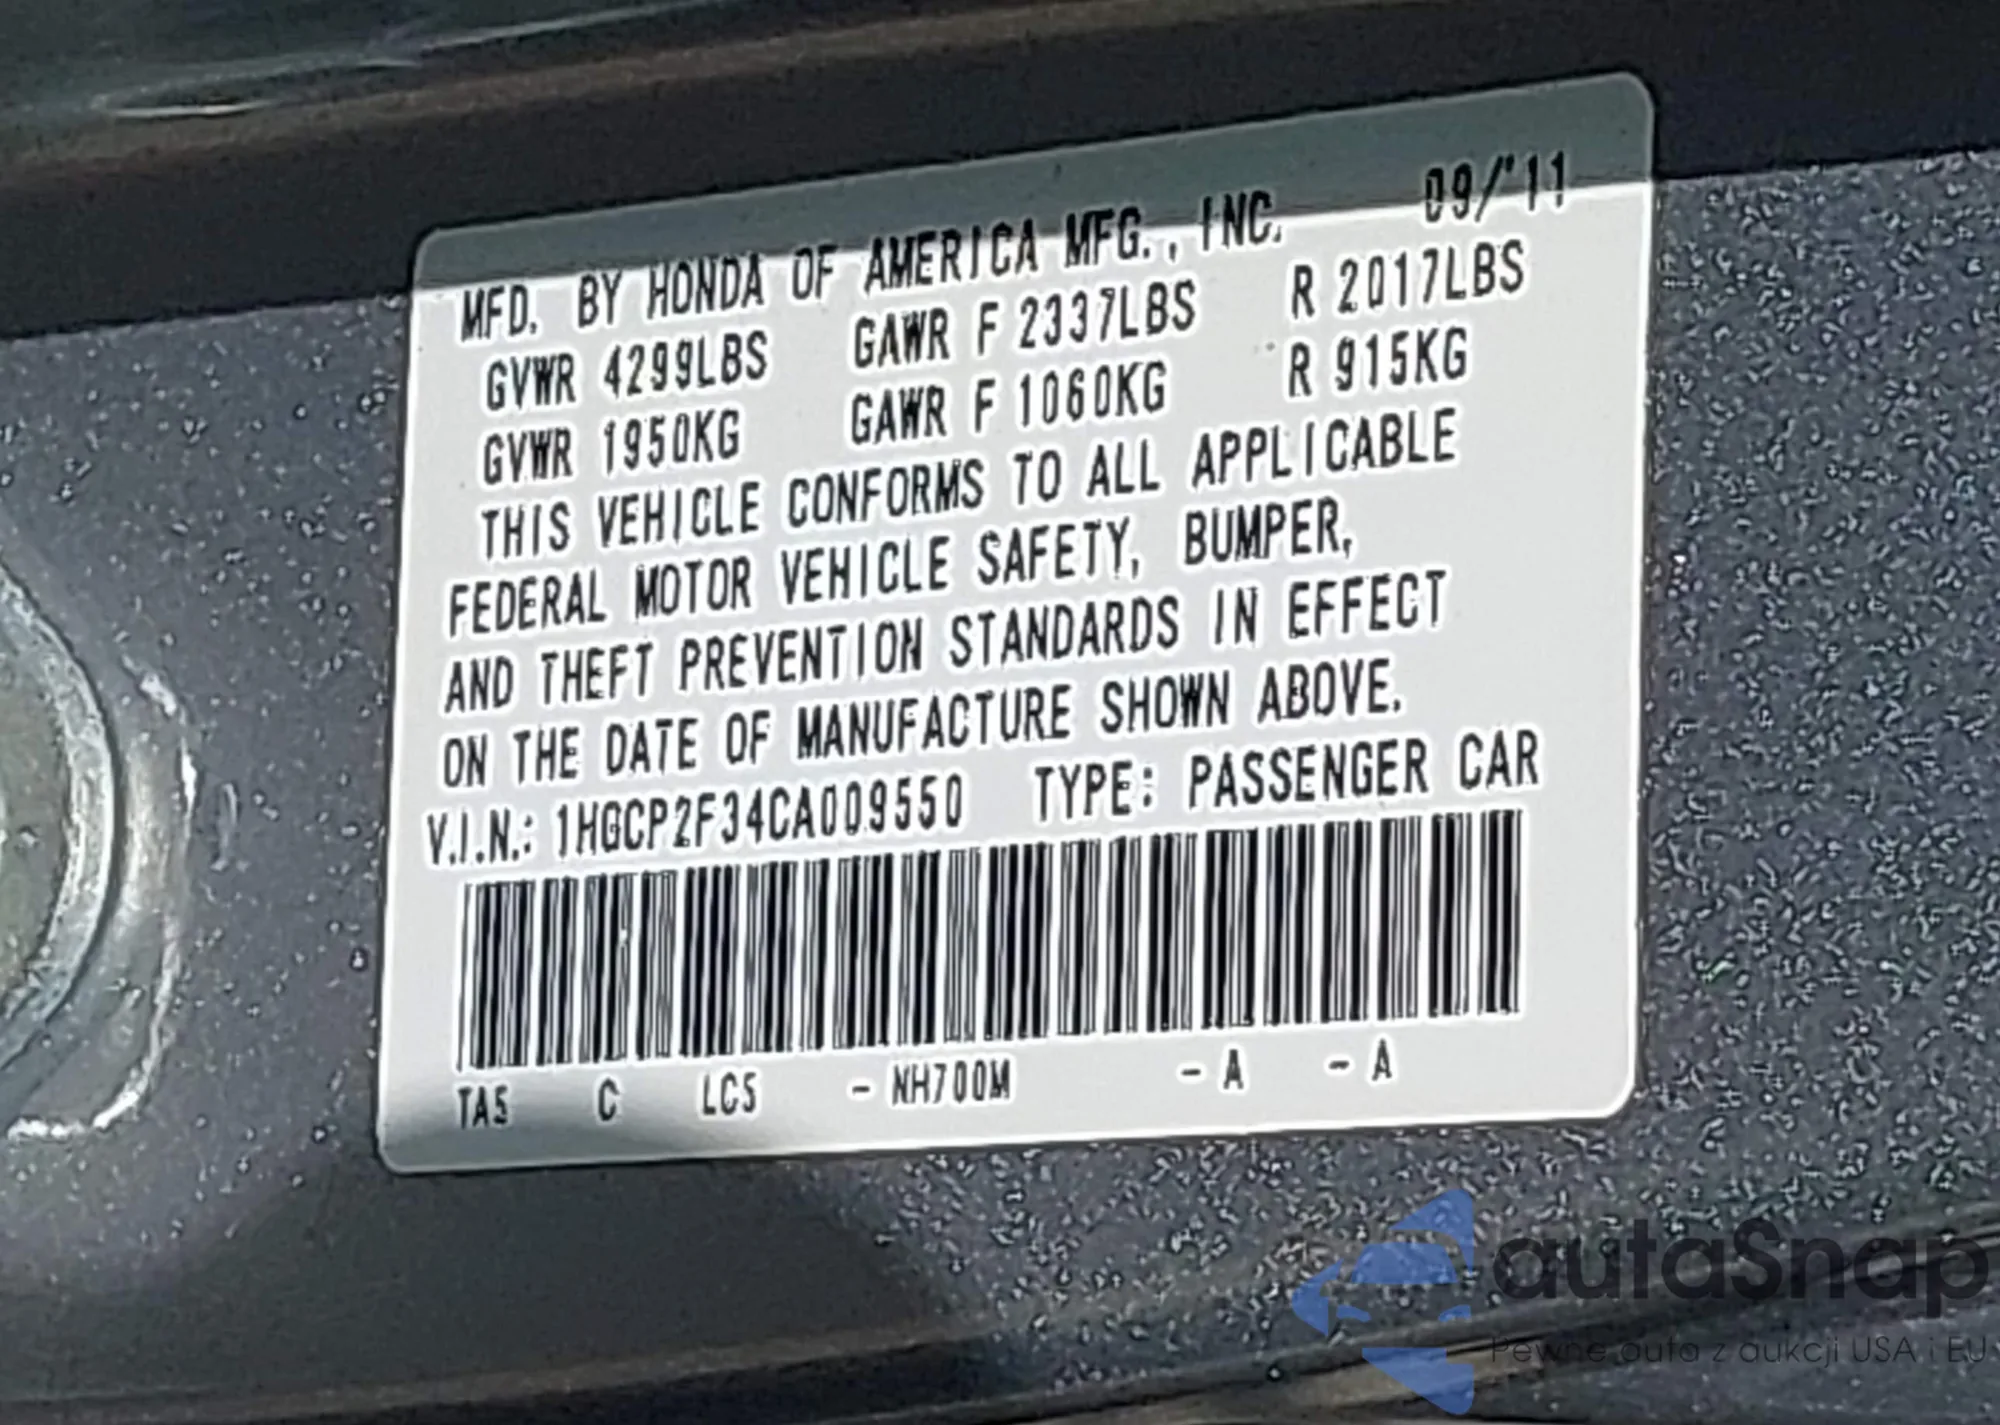 MFD. BY HONDA OF AMERICA MFG., INC. 09/'11
GVWR 4299LBS GAWR F 2337LBS R 2017LBS
GVWR 1950KG GAWR F 1060KG R 915KG
THIS VEHICLE CONFORMS TO ALL APPLICABLE
FEDERAL MOTOR VEHICLE SAFETY, BUMPER,
AND THEFT PREVENTION STANDARDS IN EFFECT
ON THE DATE OF MANUFACTURE SHOWN ABOVE.
V.I.N.: 1HGCP2F34CA009550 TYPE: PASSENGER CAR
TA5 C LC5 - NH700M - A - A
autaSnap
Pewne auta z aukcji USA i EU